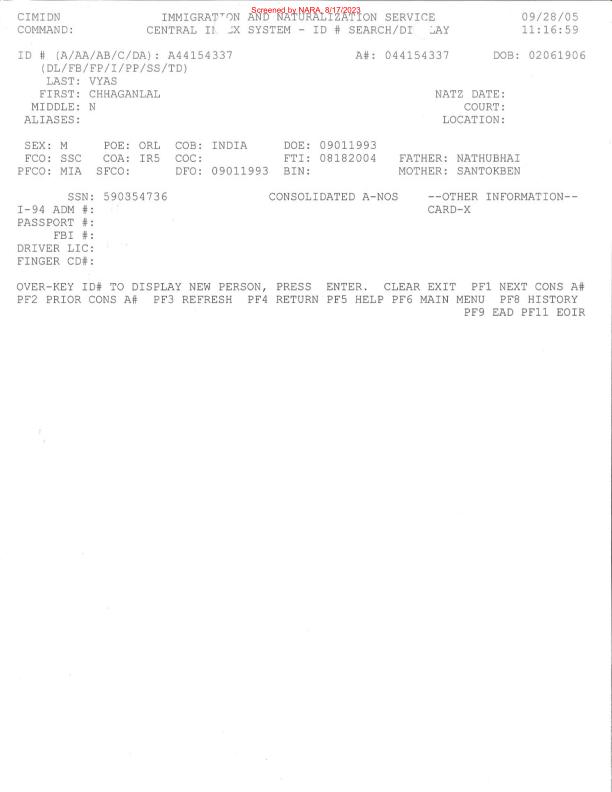 Screened by NARA, 8/17/2023
CIMIDN IMMIGRATION AND NATURALIZATION SERVICE 09/28/05
COMMAND: CENTRAL IN EX SYSTEM - ID # SEARCH/DI LAY 11:16:59
ID # (A/AA/AB/C/DA): A44154337 A#: 044154337 DOB: 02061906
(DL/FB/FP/I/PP/SS/TD)
LAST: VYAS
FIRST: CHHAGANLAL NATZ DATE:
MIDDLE: N COURT:
ALIASES: LOCATION:
SEX: M POE: ORL COB: INDIA DOE: 09011993
FCO: SSC COA: IR5 COC: FTI: 08182004 FATHER: NATHUBHAI
PFCO: MIA SFCO: DFO: 09011993 BIN: MOTHER: SANTOKBEN
SSN: 590354736 CONSOLIDATED A-NOS --OTHER INFORMATION--
I-94 ADM #: CARD-X
PASSPORT #:
FBI #:
DRIVER LIC:
FINGER CD#:
OVER-KEY ID# TO DISPLAY NEW PERSON, PRESS ENTER. CLEAR EXIT PF1 NEXT CONS A#
PF2 PRIOR CONS A# PF3 REFRESH PF4 RETURN PF5 HELP PF6 MAIN MENU PF8 HISTORY
PF9 EAD PF11 EOIR